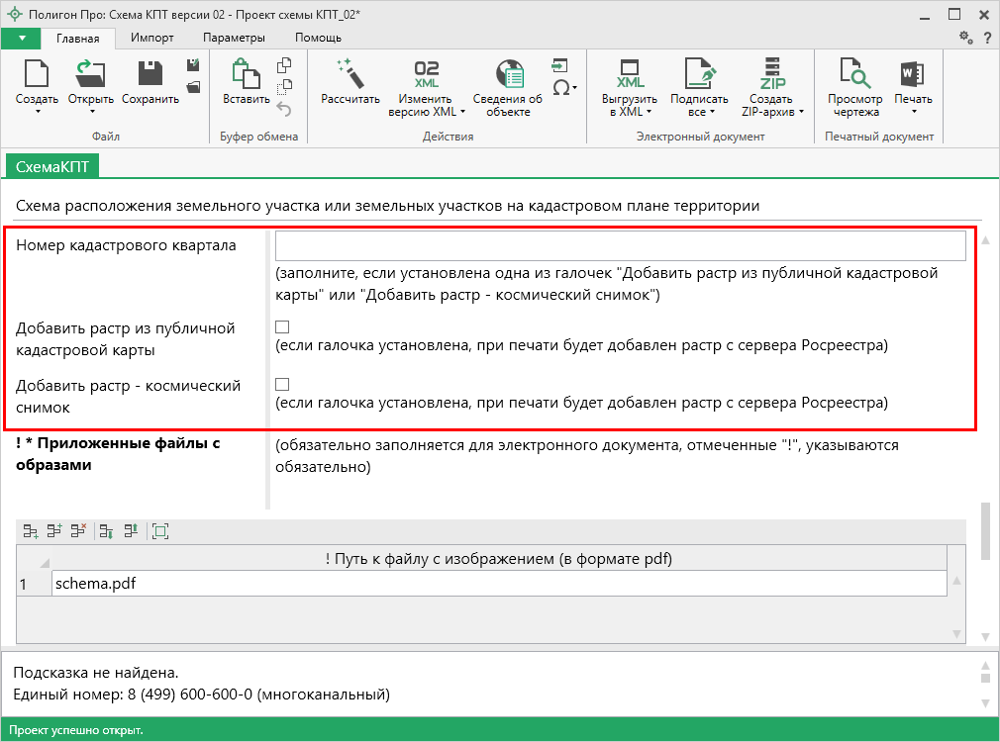 Полигон Про: Схема КПТ версии 02 - Проект схемы КПТ_02*
Главная Импорт Параметры Помощь ?
Создать Открыть Сохранить
Файл
Вставить
Буфер обмена
Рассчитать
02 XML
Изменить
версию XML
Сведения об
объекте
Ω
Действия
XML
Выгрузить
в XML
Подписать
все
ZIP
Создать
ZIP-архив
Электронный документ
Просмотр
чертежа
W
Печать
Печатный документ
СхемаКПТ
Схема расположения земельного участка или земельных участков на кадастровом плане территории
Номер кадастрового квартала
(заполните, если установлена одна из галочек "Добавить растр из публичной кадастровой
карты" или "Добавить растр - космический снимок")
Добавить растр из публичной
кадастровой карты
(если галочка установлена, при печати будет добавлен растр с сервера Росреестра)
Добавить растр - космический
снимок
(если галочка установлена, при печати будет добавлен растр с сервера Росреестра)
! * Приложенные файлы с
образами
(обязательно заполняется для электронного документа, отмеченные "!", указываются
обязательно)
! Путь к файлу с изображением (в формате pdf)
1 schema.pdf
Подсказка не найдена.
Единый номер: 8 (499) 600-600-0 (многоканальный)
Проект успешно открыт.